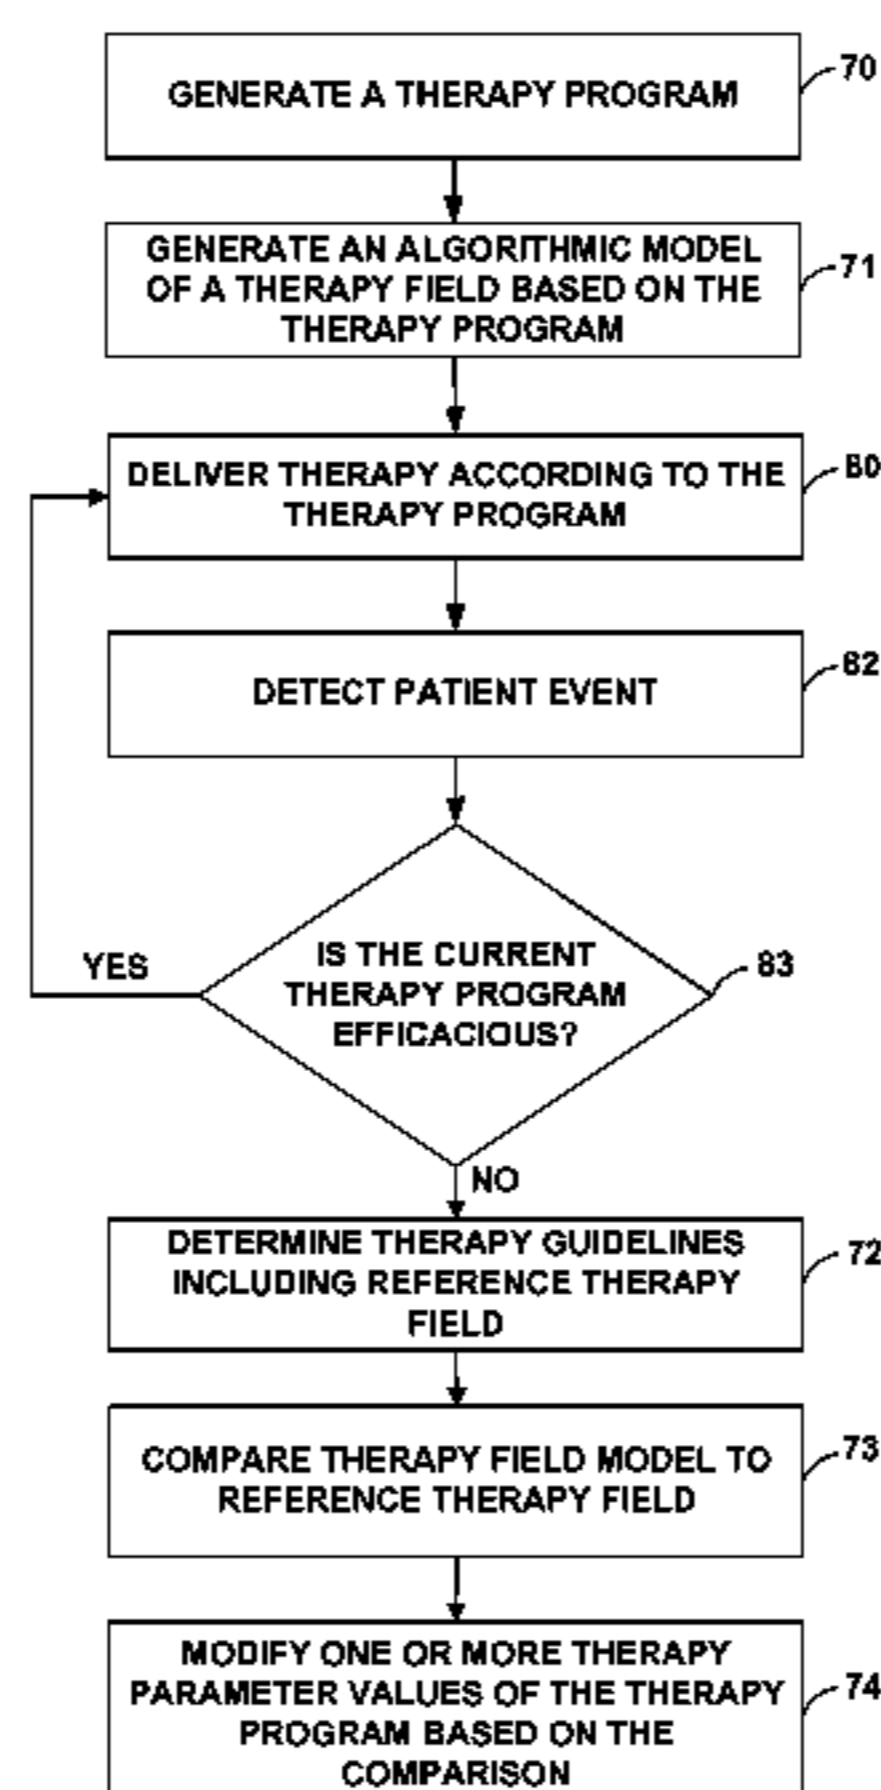 GENERATE A THERAPY PROGRAM
70
GENERATE AN ALGORITHMIC MODEL
OF A THERAPY FIELD BASED ON THE
THERAPY PROGRAM
71
DELIVER THERAPY ACCORDING TO THE
THERAPY PROGRAM
80
DETECT PATIENT EVENT
82
IS THE CURRENT
THERAPY PROGRAM
EFFICACIOUS?
83
YES
NO
DETERMINE THERAPY GUIDELINES
INCLUDING REFERENCE THERAPY
FIELD
72
COMPARE THERAPY FIELD MODEL TO
REFERENCE THERAPY FIELD
73
MODIFY ONE OR MORE THERAPY
PARAMETER VALUES OF THE THERAPY
PROGRAM BASED ON THE
COMPARISON
74